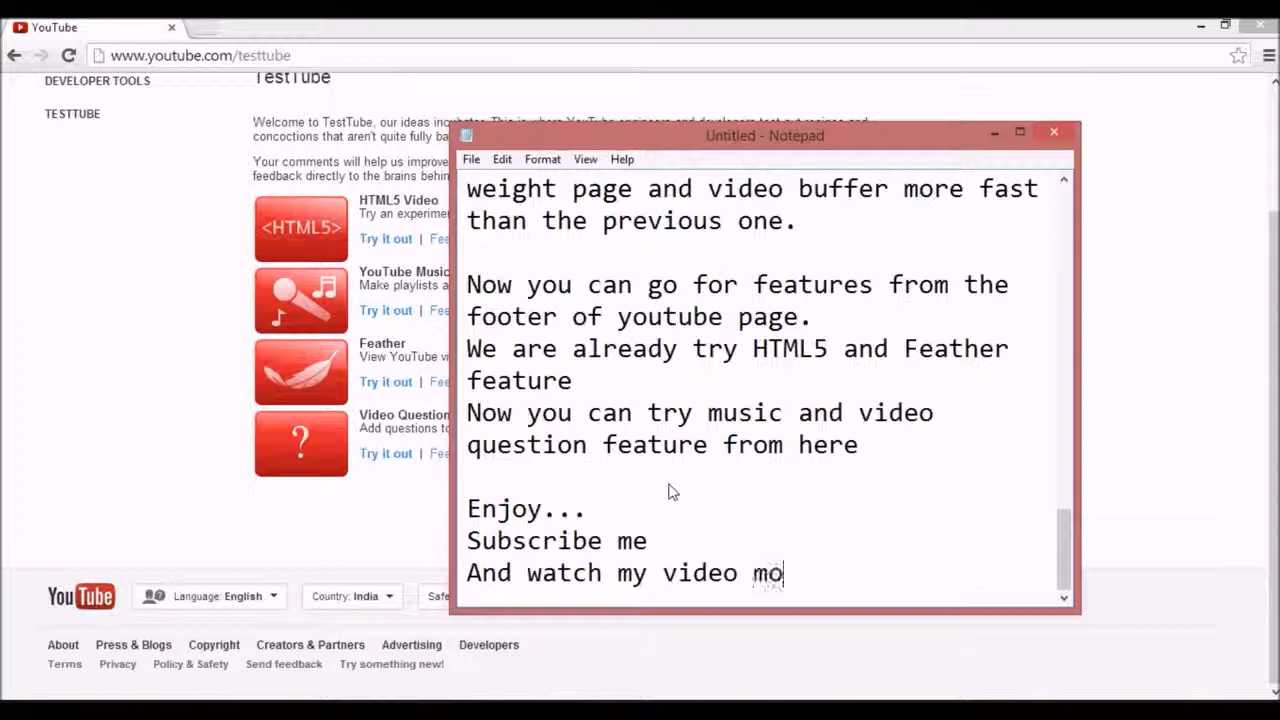 YouTube
www.youtube.com/testtube
DEVELOPER TOOLS
TESTTUBE
TestTube
Welcome to TestTube, our ideas
concoctions that aren't quite fully
Your comments will help us improve
feedback directly to the brains behind
<HTML5>
HTML5 Video
Try an experim
Try it out | Fee
YouTube Music
Make playlists a
Try it out | Fee
Feather
View YouTube
Try it out | Fee
?
Video Question
Add questions to
Try it out | Fee
Untitled - Notepad
File Edit Format View Help
weight page and video buffer more fast
than the previous one.
Now you can go for features from the
footer of youtube page.
We are already try HTML5 and Feather
feature
Now you can try music and video
question feature from here
Enjoy...
Subscribe me
And watch my video mo
YouTube Language: English Country: India Safe
About Press & Blogs Copyright Creators & Partners Advertising Developers
Terms Privacy Policy & Safety Send feedback Try something new!